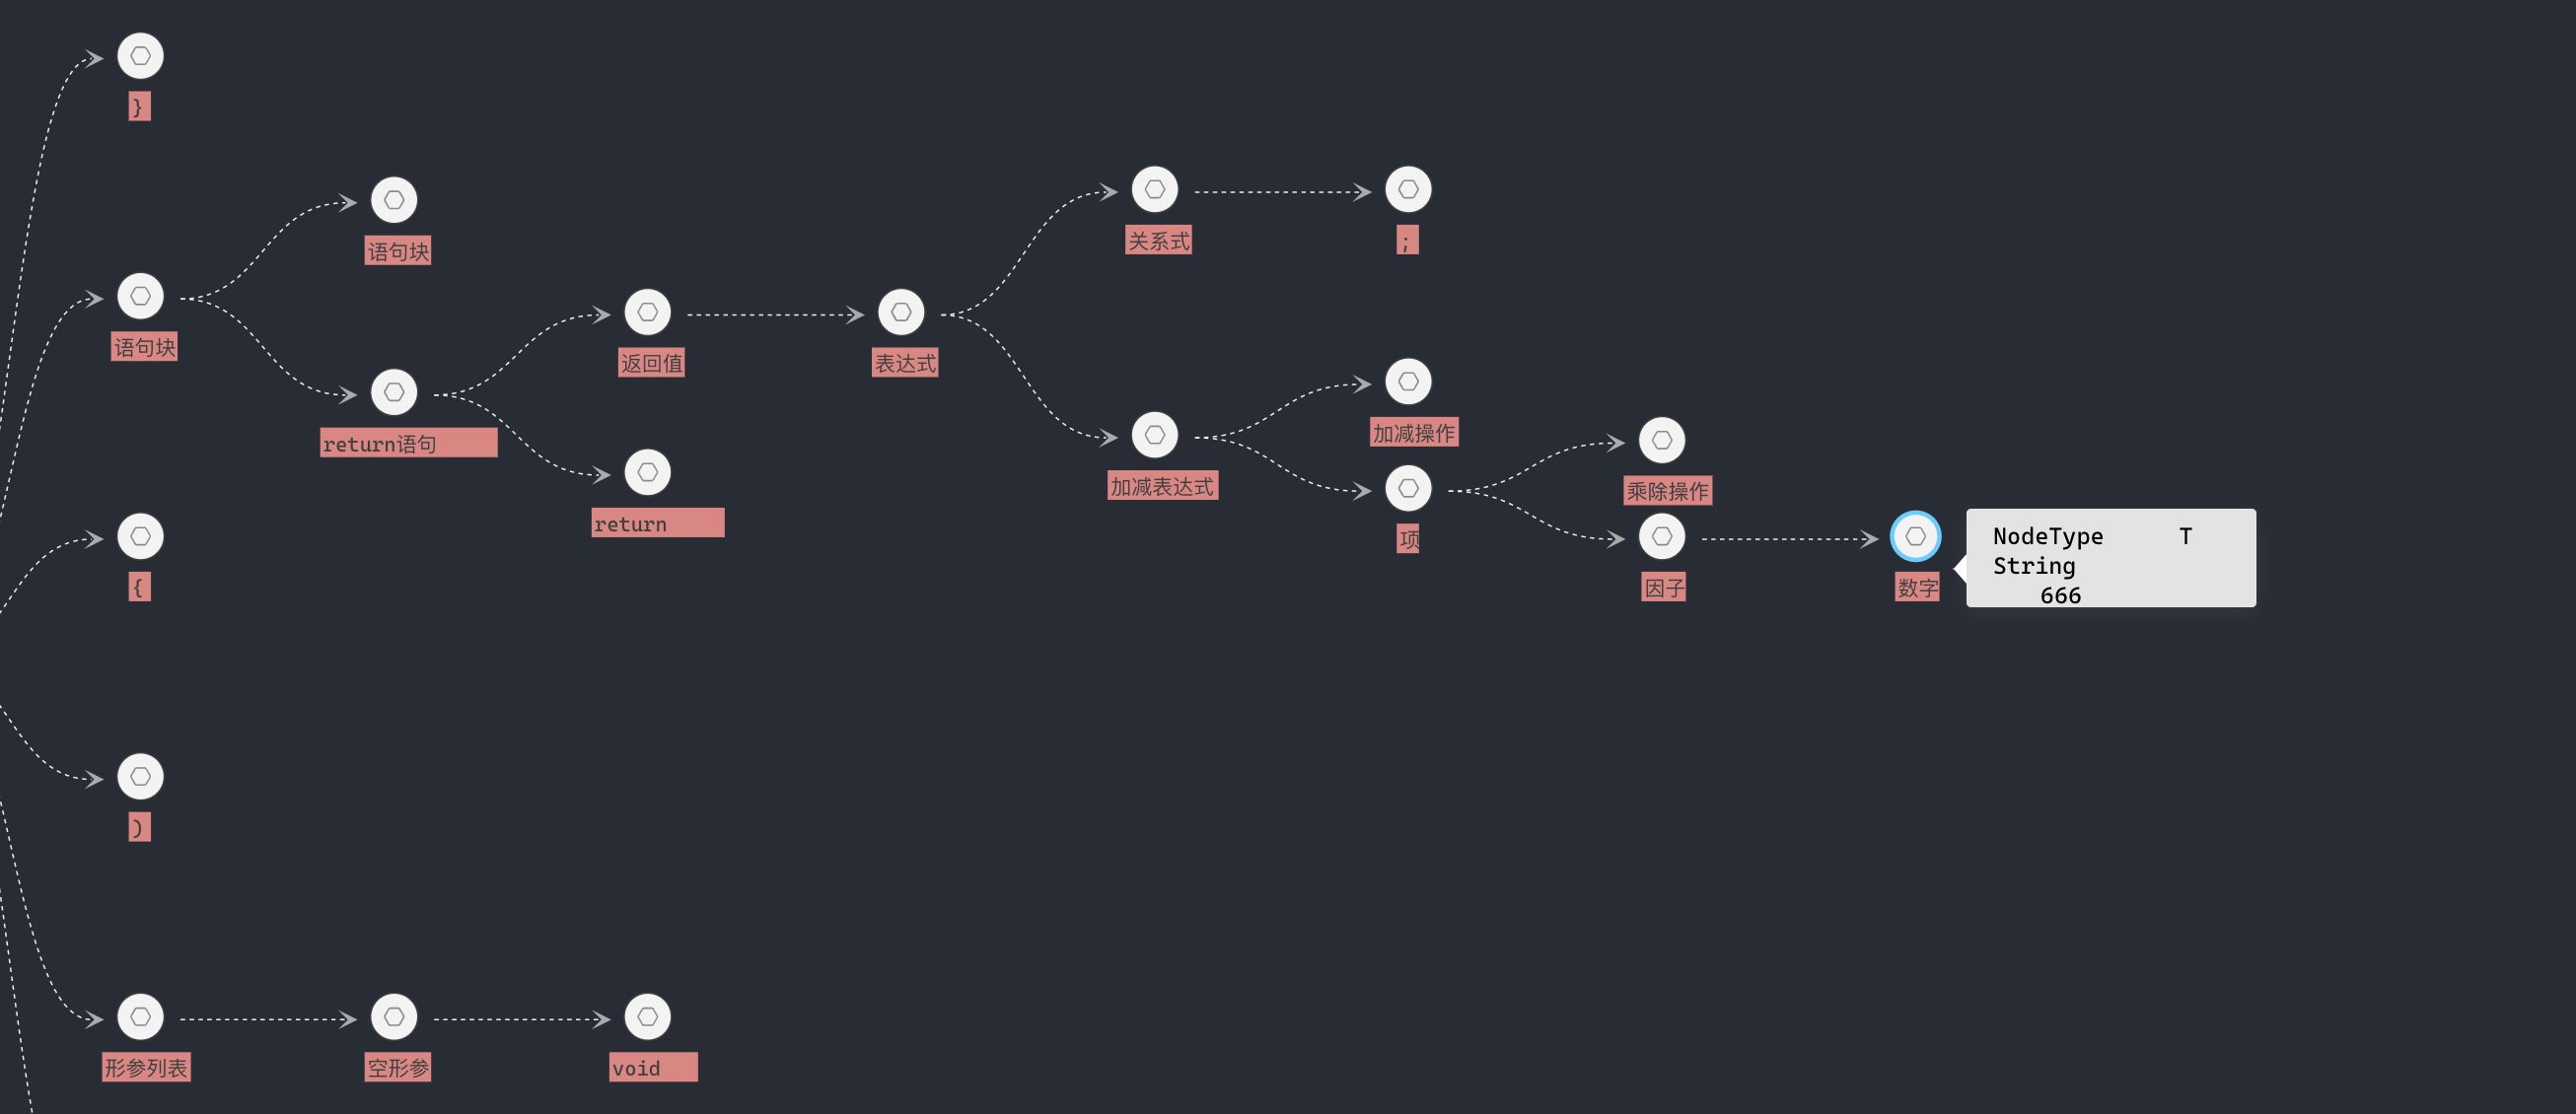 }
语句块
关系式
;
语句块
返回值
表达式
return语句
加减操作
加减表达式
乘除操作
return
项
NodeType T
String
666
{
因子
数字
)
形参列表
空形参
void